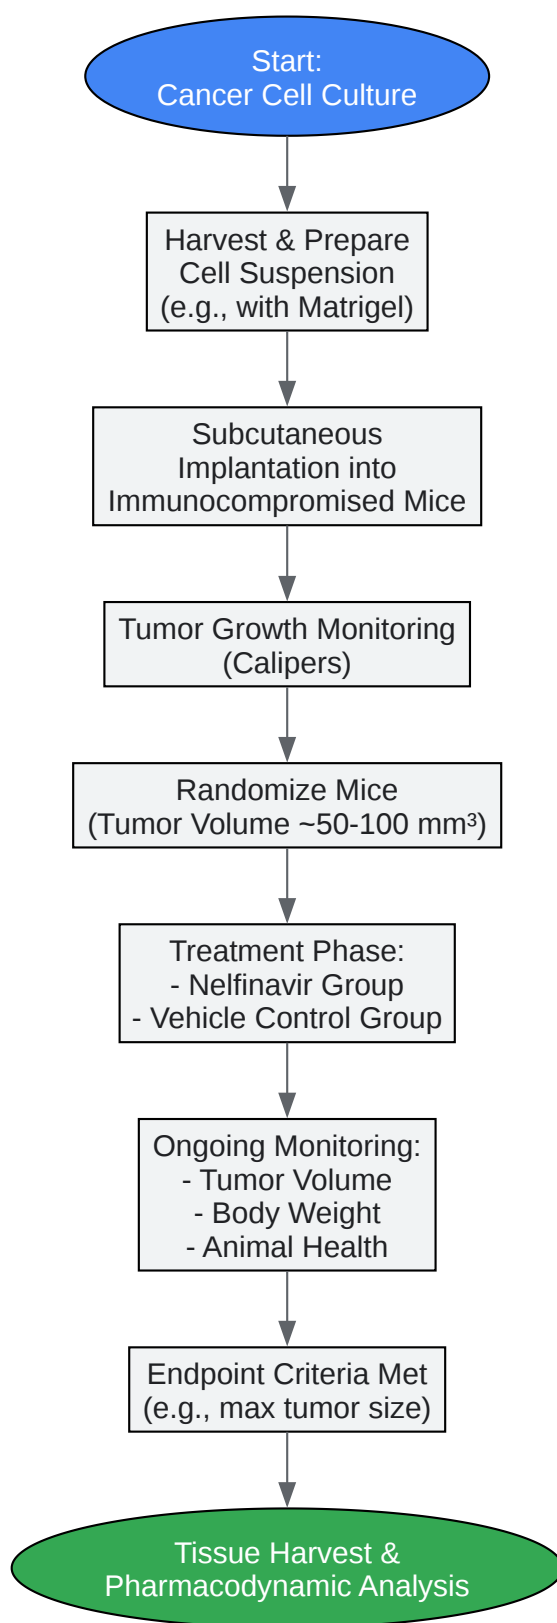 Start:
Cancer Cell Culture
Harvest & Prepare
Cell Suspension
(e.g., with Matrigel)
Subcutaneous
Implantation into
Immunocompromised Mice
Tumor Growth Monitoring
(Calipers)
Randomize Mice
(Tumor Volume ~50-100 mm³)
Treatment Phase:
- Nelfinavir Group
- Vehicle Control Group
Ongoing Monitoring:
- Tumor Volume
- Body Weight
- Animal Health
Endpoint Criteria Met
(e.g., max tumor size)
Tissue Harvest &
Pharmacodynamic Analysis